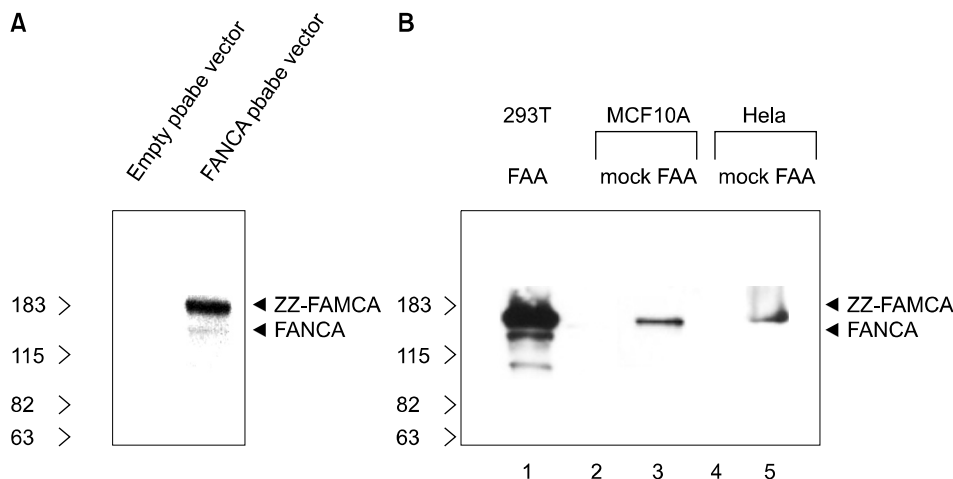 A
Empty pbabe vector
FANCA pbabe vector
183
115
82
63
ZZ-FAMCA
FANCA
B
293T MCF10A Hela
FAA mock FAA mock FAA
183
115
82
63
ZZ-FAMCA
FANCA
1 2 3 4 5